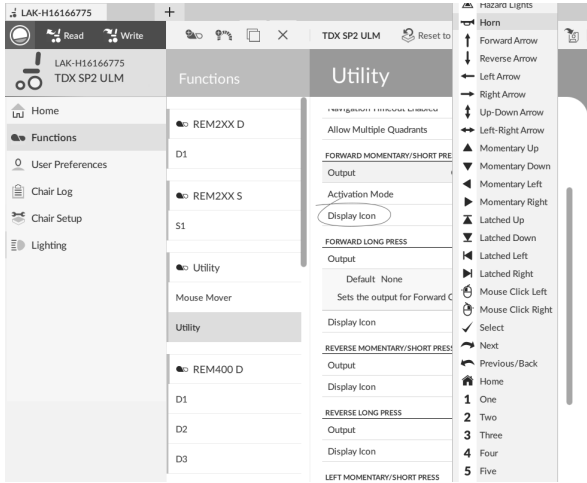 LAK-H16166775
Read
Write
TDX SP2 ULM
Reset to
LAK-H16166775
TDX SP2 ULM
Home
Functions
User Preferences
Chair Log
Chair Setup
Lighting
Functions
REM2XX D
D1
REM2XX S
S1
Utility
Mouse Mover
Utility
REM400 D
D1
D2
D3
Utility
Navigation Timeout Enabled
Allow Multiple Quadrants
FORWARD MOMENTARY/SHORT PRE
Output
Activation Mode
Display Icon
FORWARD LONG PRESS
Output
Default None
Sets the output for Forward
Display Icon
REVERSE MOMENTARY/SHORT PRESS
Output
Display Icon
REVERSE LONG PRESS
Output
Display Icon
LEFT MOMENTARY/SHORT PRESS
Hazard Lights
Horn
Forward Arrow
Reverse Arrow
Left Arrow
Right Arrow
Up-Down Arrow
Left-Right Arrow
Momentary Up
Momentary Down
Momentary Left
Momentary Right
Latched Up
Latched Down
Latched Left
Latched Right
Mouse Click Left
Mouse Click Right
Select
Next
Previous/Back
Home
1 One
2 Two
3 Three
4 Four
5 Five